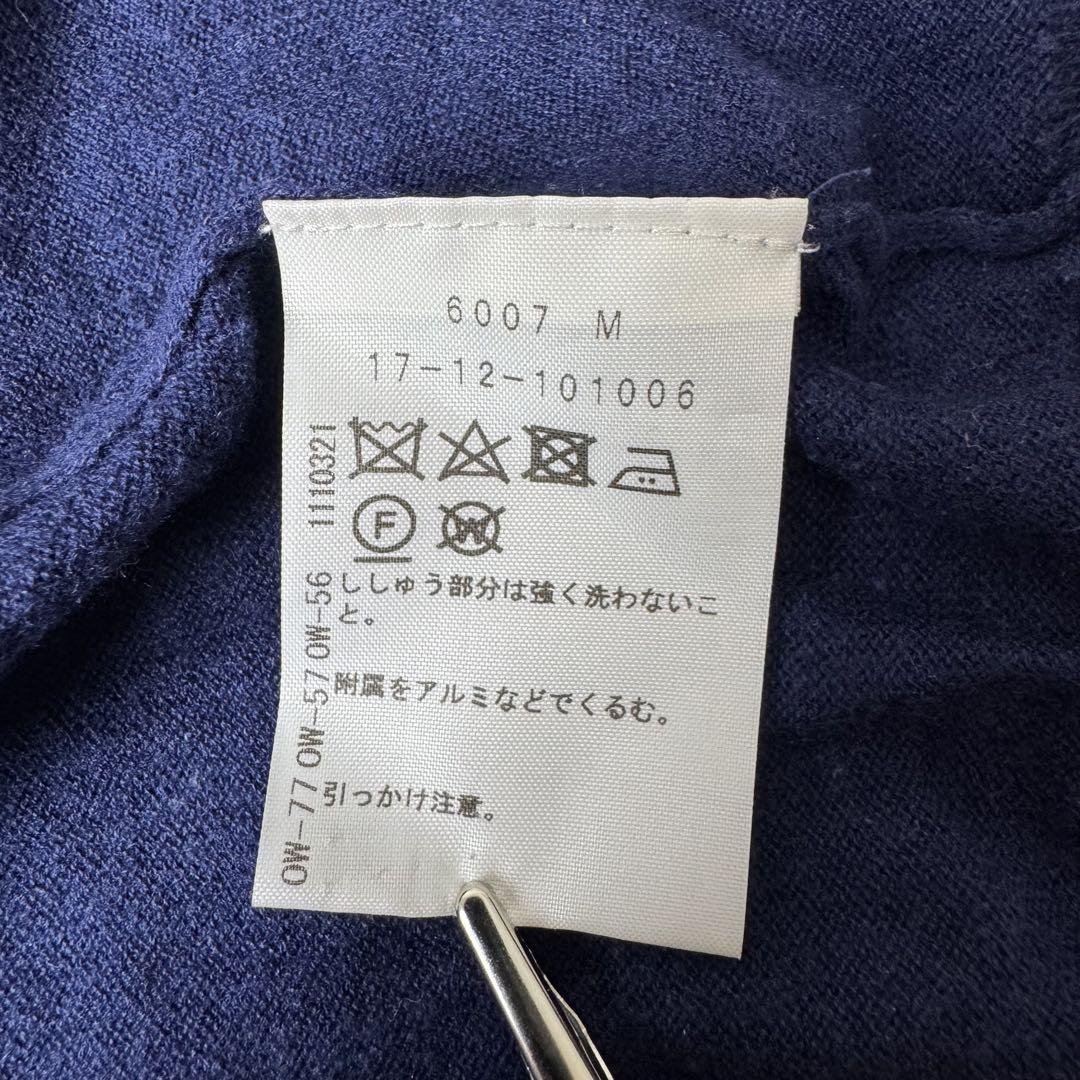 6007 M
17-12-101006
F
W
ししゅう部分は強く洗わないこ
と。
附属をアルミなどでくるむ。
引っかけ注意。
OW-77 OW-57 OW-56 1110321